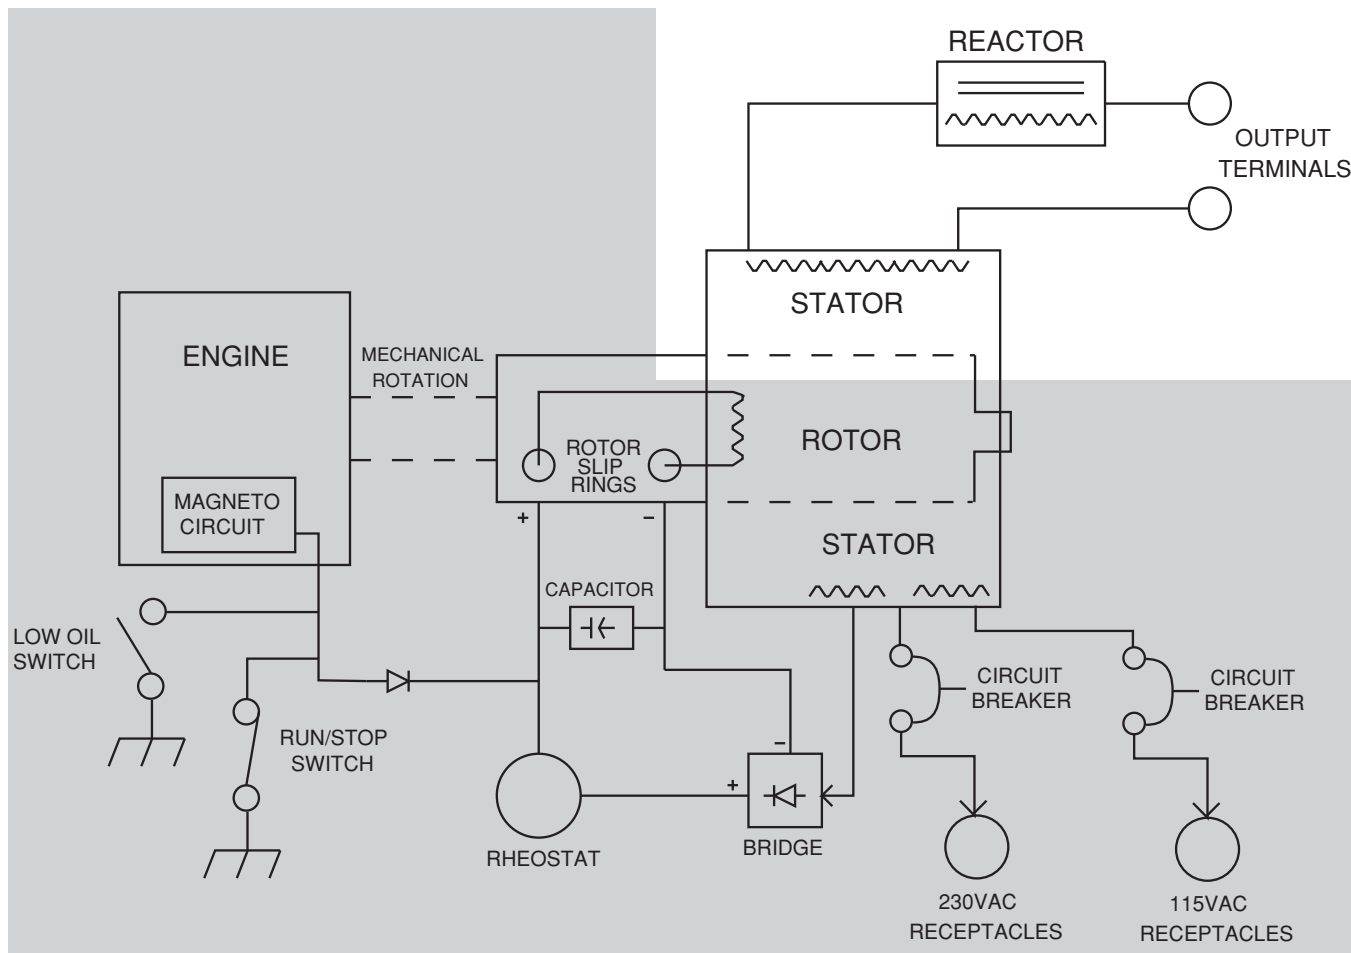 REACTOR
OUTPUT
TERMINALS
STATOR
ENGINE
MECHANICAL
ROTATION
ROTOR
ROTOR
SLIP
RINGS
MAGNETO
CIRCUIT
+
–
STATOR
CAPACITOR
LOW OIL
SWITCH
CIRCUIT
BREAKER
CIRCUIT
BREAKER
RUN/STOP
SWITCH
–
+
RHEOSTAT
BRIDGE
230VAC
RECEPTACLES
115VAC
RECEPTACLES